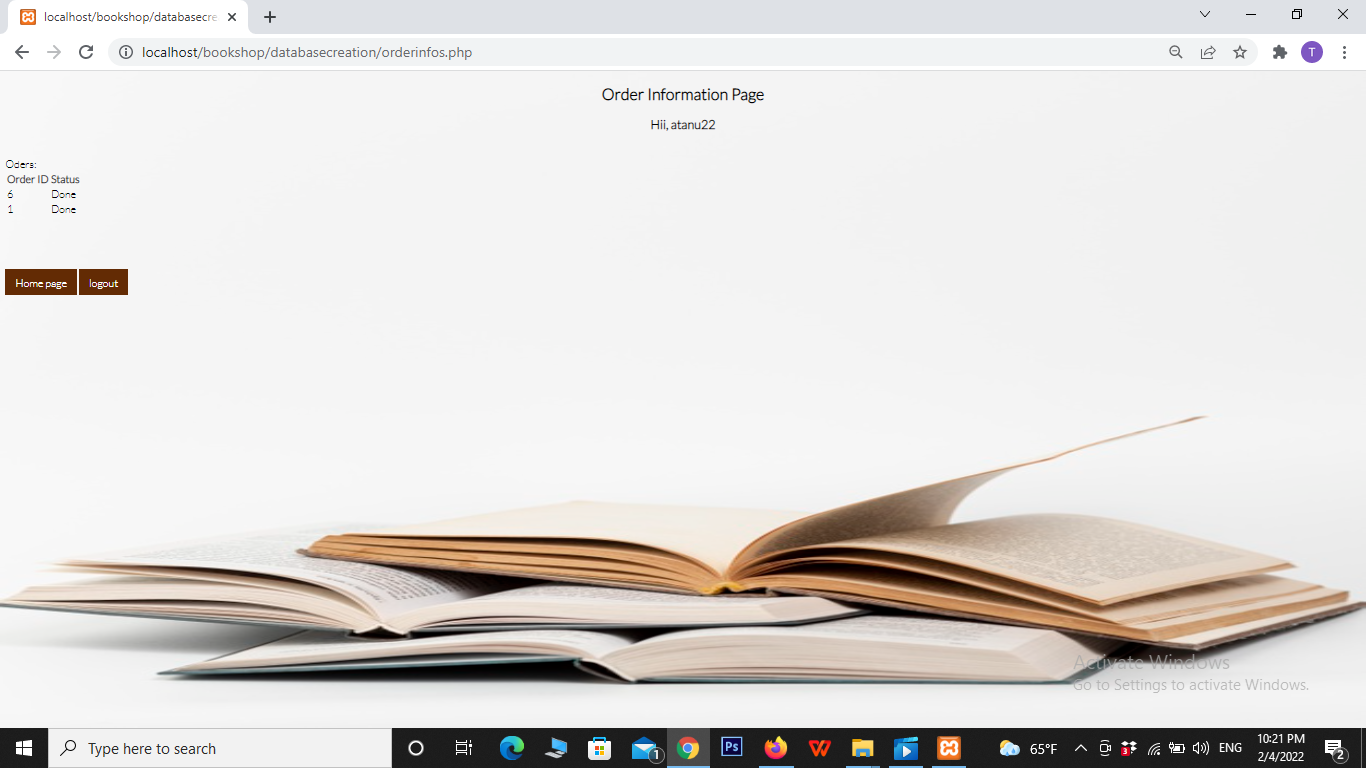 localhost/bookshop/databasecre
localhost/bookshop/databasecreation/orderinfos.php
T
Order Information Page
Hii, atanu22
Oders:
Order ID Status
6 Done
1 Done
Home page logout
Activate Windows
Go to Settings to activate Windows.
Type here to search
1
Ps
65°F
3
ENG
10:21 PM
2/4/2022
2